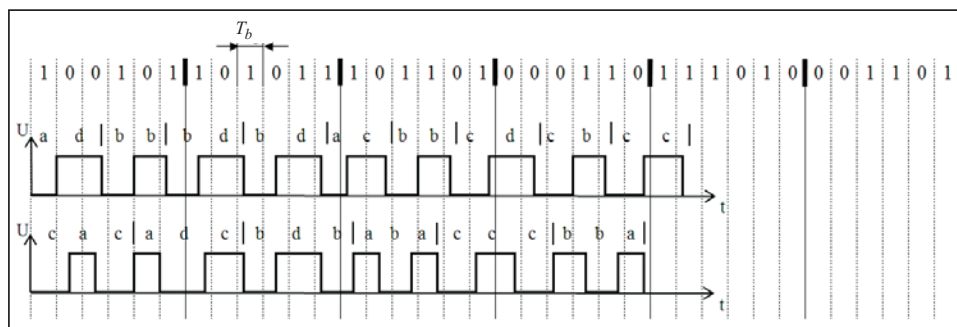 T_b
1 0 0 1 0 1 1 0 1 0 1 1 1 0 1 1 0 1 0 0 0 1 0 1 1 1 0 1 0 0 0 0 1 1 0 1
U a d | b b | b d | b d | a c | b b | c d | c b | c c |
t
U c a c | a d c | b d b | a b a | c c c | b b a |
t